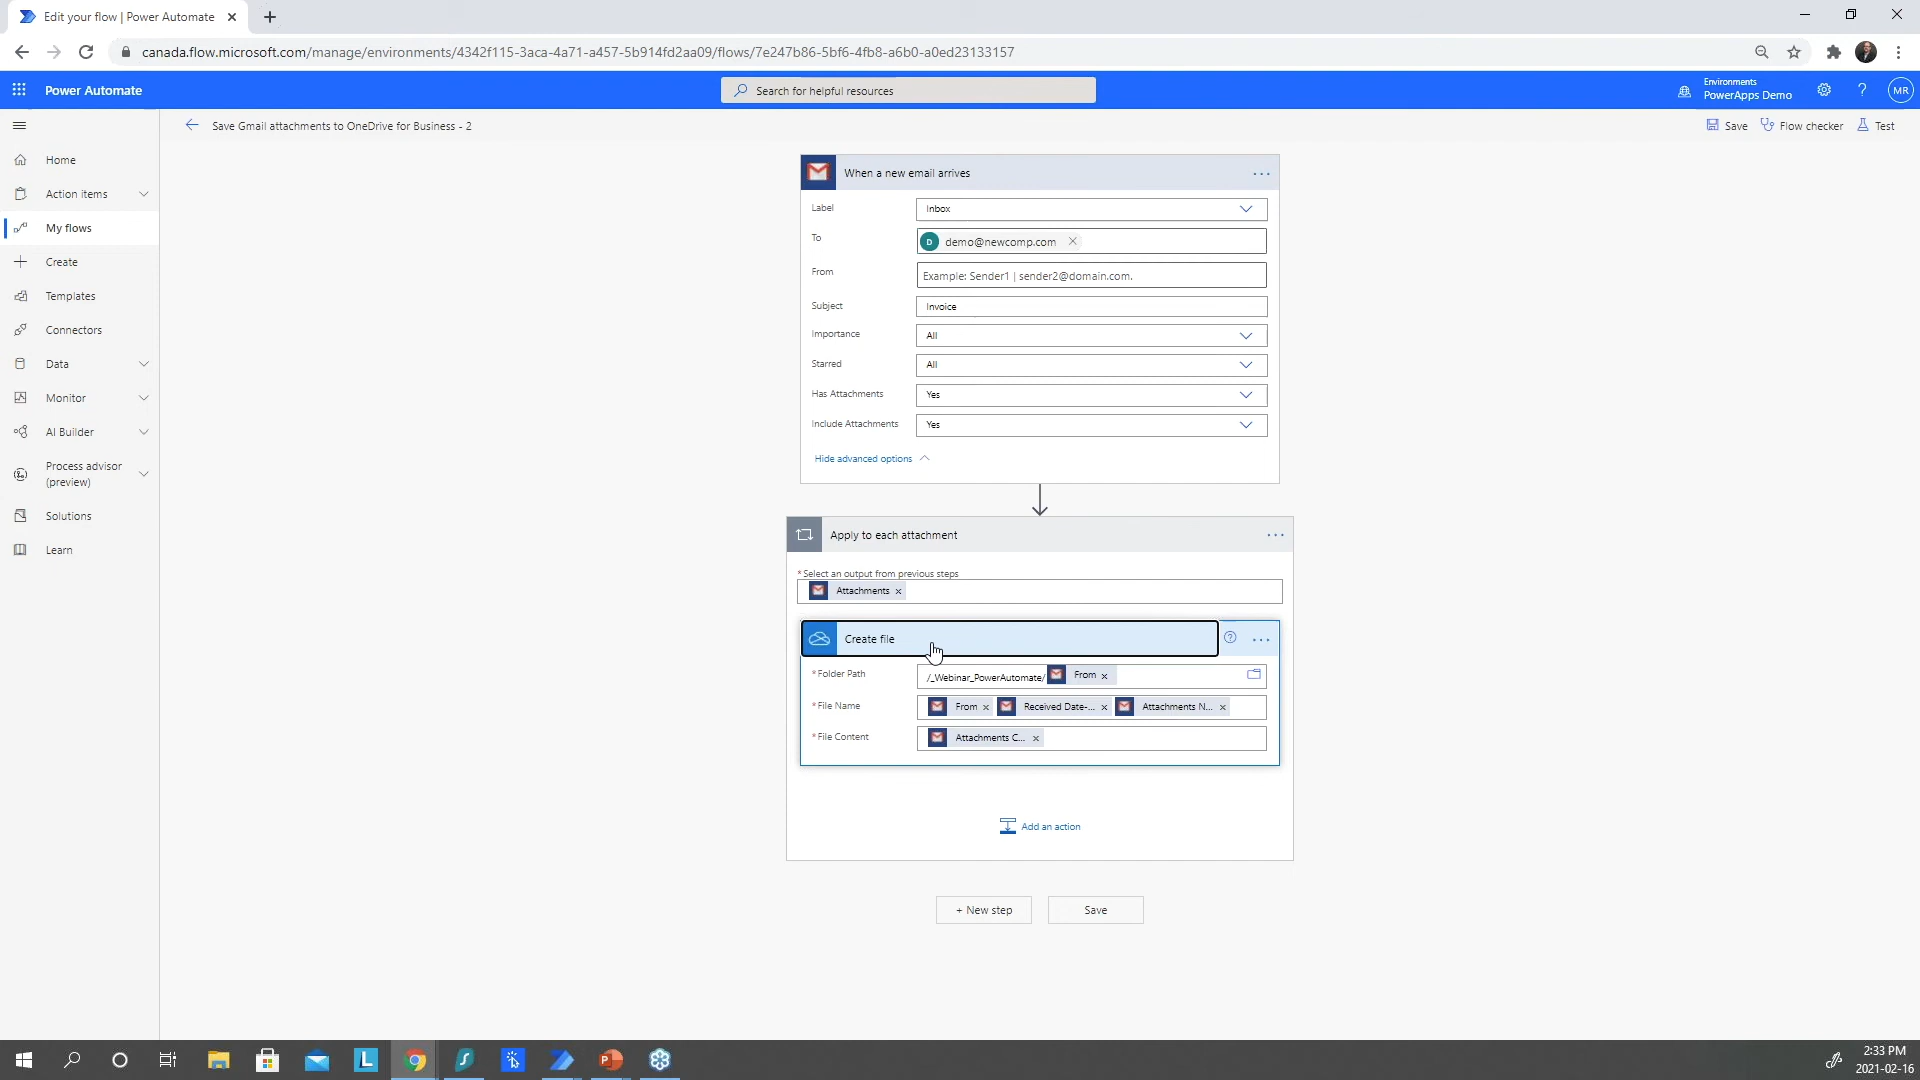 Edit your flow | Power Automate
canada.flow.microsoft.com/manage/environments/4342f115-3aca-4a71-a457-5b914fd2aa09/flows/7e247b86-5bf6-4fb8-a6b0-a0ed23133157
Power Automate
Search for helpful resources
Environments
PowerApps Demo
MR
Save Gmail attachments to OneDrive for Business - 2
Save
Flow checker
Test
Home
Action items
My flows
Create
Templates
Connectors
Data
Monitor
AI Builder
Process advisor
(preview)
Solutions
Learn
When a new email arrives
Label
Inbox
To
D demo@newcomp.com
From
Example: Sender1 | sender2@domain.com.
Subject
Invoice
Importance
All
Starred
All
Has Attachments
Yes
Include Attachments
Yes
Hide advanced options
Apply to each attachment
* Select an output from previous steps
Attachments
Create file
* Folder Path
/_Webinar_PowerAutomate/ From
* File Name
From Received Date-... Attachments N...
* File Content
Attachments C...
Add an action
+ New step
Save
2:33 PM
2021-02-16